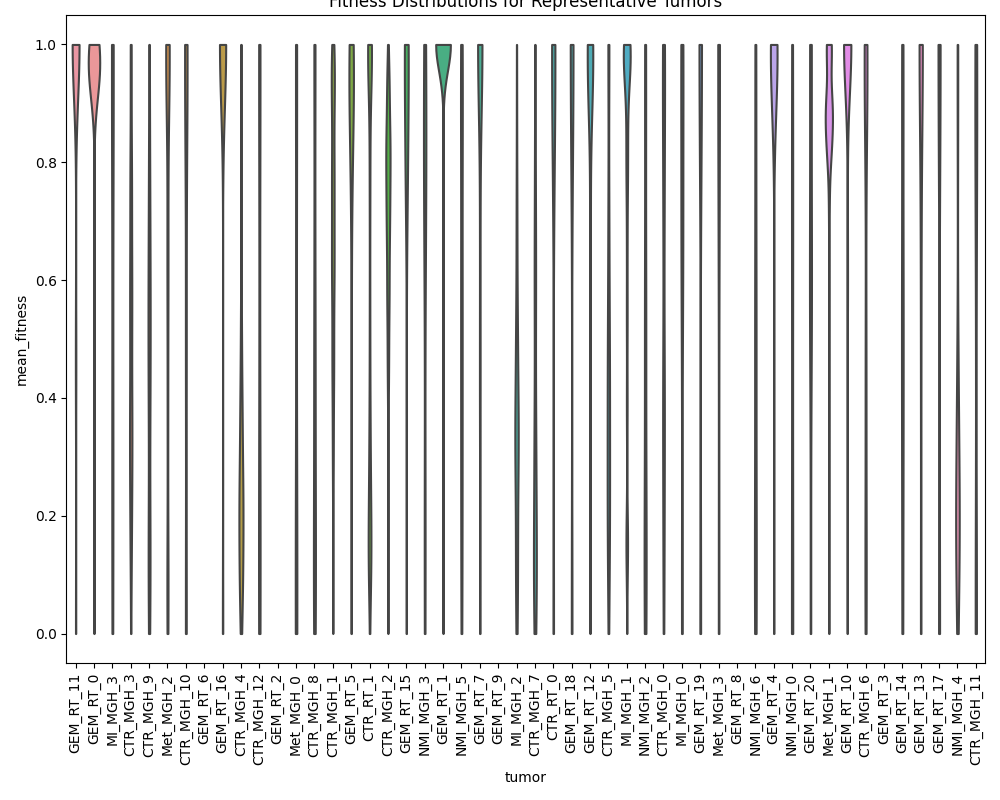 Fitness Distributions for Representative Tumors
mean_fitness
1.0
0.8
0.6
0.4
0.2
0.0
GEM_RT_11
GEM_RT_0
MI_MGH_3
CTR_MGH_3
CTR_MGH_9
Met_MGH_2
CTR_MGH_10
GEM_RT_6
GEM_RT_16
CTR_MGH_4
CTR_MGH_12
GEM_RT_2
Met_MGH_0
CTR_MGH_8
CTR_MGH_1
GEM_RT_5
CTR_RT_1
CTR_MGH_2
GEM_RT_15
NMI_MGH_3
GEM_RT_1
NMI_MGH_5
GEM_RT_7
GEM_RT_9
MI_MGH_2
CTR_MGH_7
CTR_RT_0
GEM_RT_18
GEM_RT_12
CTR_MGH_5
MI_MGH_1
NMI_MGH_2
CTR_MGH_0
MI_MGH_0
GEM_RT_19
Met_MGH_3
GEM_RT_8
NMI_MGH_6
GEM_RT_4
NMI_MGH_0
GEM_RT_20
Met_MGH_1
GEM_RT_10
CTR_MGH_6
GEM_RT_3
GEM_RT_14
GEM_RT_13
GEM_RT_17
NMI_MGH_4
CTR_MGH_11
tumor